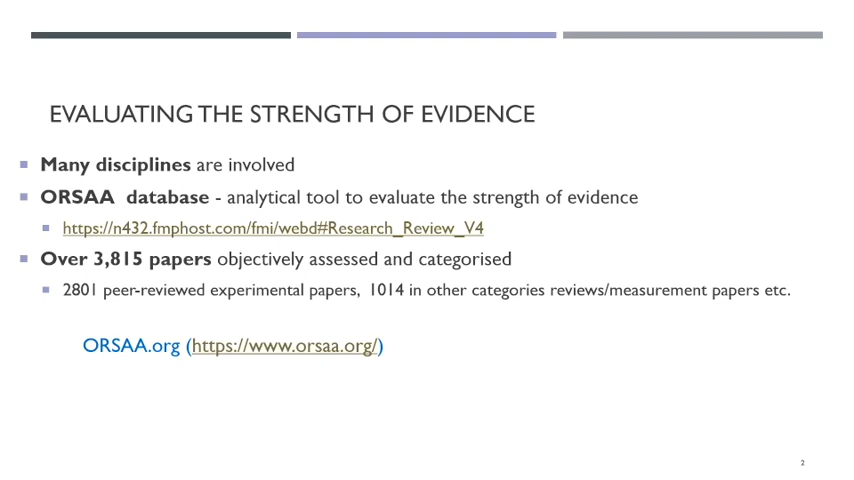 EVALUATING THE STRENGTH OF EVIDENCE
Many disciplines are involved
ORSAA database - analytical tool to evaluate the strength of evidence
https://n432.fmphost.com/fmi/webd#Research_Review_V4
Over 3,815 papers objectively assessed and categorised
2801 peer-reviewed experimental papers, 1014 in other categories reviews/measurement papers etc.
ORSAA.org (https://www.orsaa.org/)
2